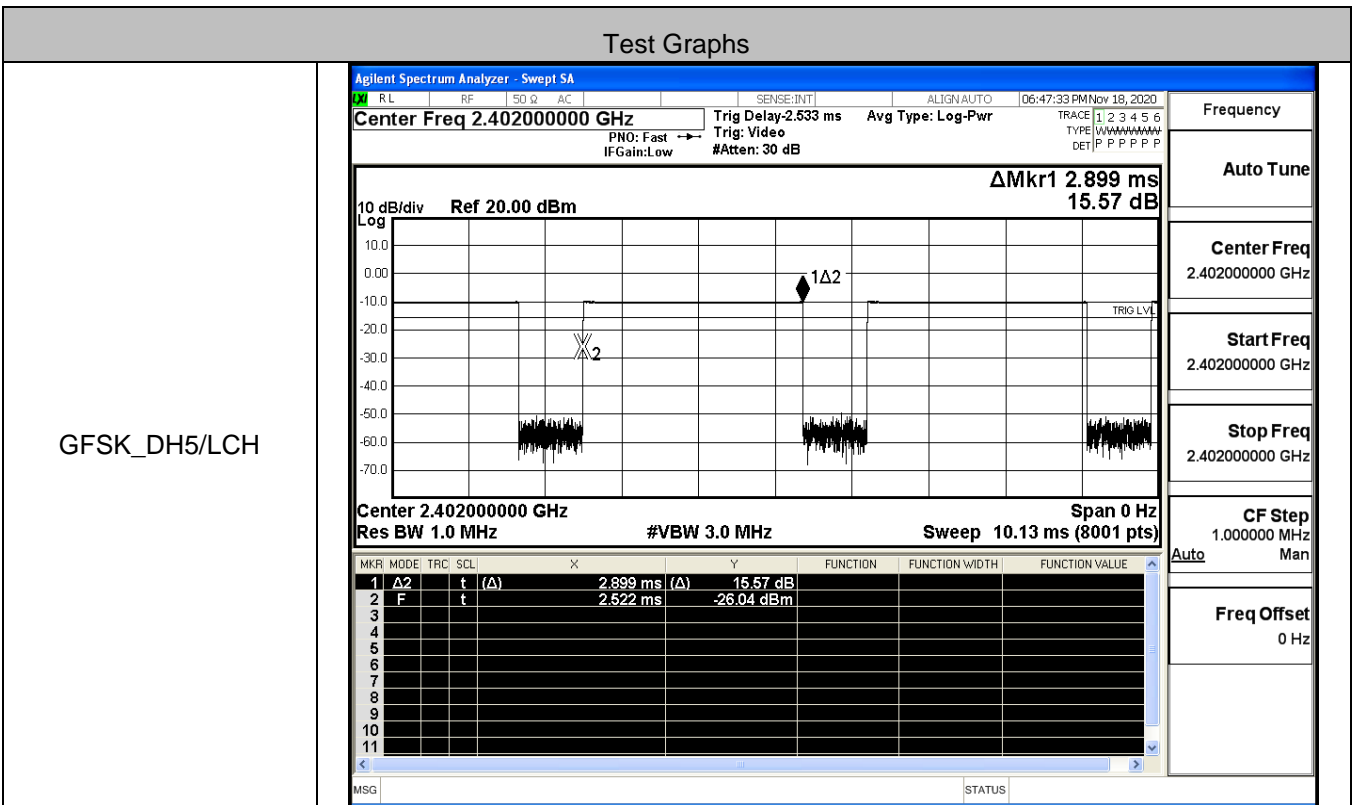 Test Graphs
GFSK_DH5/LCH
Agilent Spectrum Analyzer - Swept SA
LXI RL RF 50 Ω AC SENSE:INT ALIGN AUTO 06:47:33 PM Nov 18, 2020
Center Freq 2.402000000 GHz Trig Delay-2.533 ms Avg Type: Log-Pwr TRACE 1 2 3 4 5 6
PNO: Fast Trig: Video TYPE WWWWWW
IFGain:Low #Atten: 30 dB DET P P P P P P
ΔMkr1 2.899 ms
15.57 dB
10 dB/div Ref 20.00 dBm
Log
10.0
0.00
-10.0
-20.0
-30.0
-40.0
-50.0
-60.0
-70.0
1Δ2
TRIG LVL
2
Center 2.402000000 GHz Span 0 Hz
Res BW 1.0 MHz #VBW 3.0 MHz Sweep 10.13 ms (8001 pts)
MKR MODE TRC SCL X Y FUNCTION FUNCTION WIDTH FUNCTION VALUE
1 Δ2 t (Δ) 2.899 ms (Δ) 15.57 dB
2 F t 2.522 ms -26.04 dBm
3
4
5
6
7
8
9
10
11
MSG STATUS
Frequency
Auto Tune
Center Freq
2.402000000 GHz
Start Freq
2.402000000 GHz
Stop Freq
2.402000000 GHz
CF Step
1.000000 MHz
Auto Man
Freq Offset
0 Hz